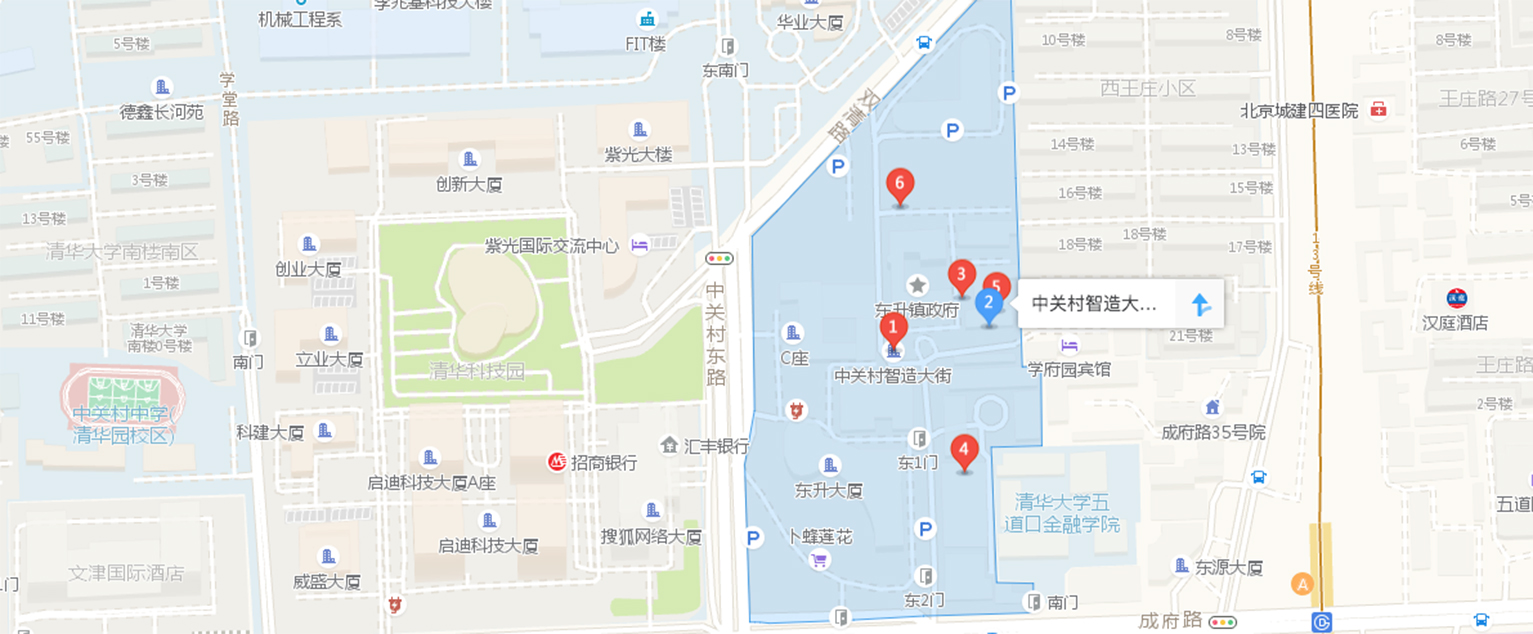 机械工程系
李兆基科技大楼
华业大厦
FIT楼
东南门
5号楼
学堂路
德鑫长河苑
55号楼
3号楼
13号楼
清华大学南楼南区
1号楼
11号楼
清华大学
南楼0号楼
南门
中关村中学(
清华园校区)
创新大厦
紫光大楼
紫光国际交流中心
创业大厦
立业大厦
清华科技园
科建大厦
启迪科技大厦A座
招商银行
汇丰银行
启迪科技大厦
搜狐网络大厦
威盛大厦
文津国际酒店
双清路
中关村东路
P
P
P
6
3
5
2
1
4
东升镇政府
中关村智造大...
C座
中关村智造大街
东1门
东升大厦
卜蜂莲花
P
P
东2门
南门
学府园宾馆
清华大学五
道口金融学院
成府路35号院
东源大厦
成府路
A
10号楼
8号楼
西王庄小区
14号楼
13号楼
16号楼
15号楼
18号楼
18号楼
17号楼
21号楼
北京城建四医院
13号线
8号楼
王庄路27号
6号楼
5号
汉庭酒店
王庄路
2号楼
五道